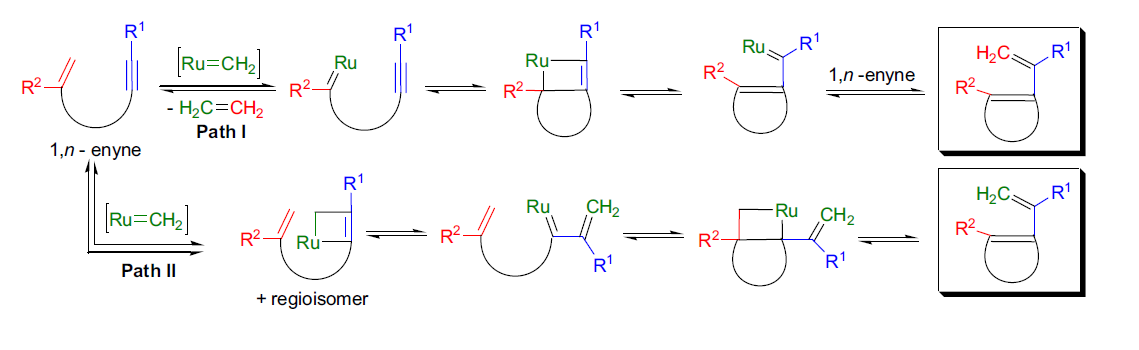 R¹ R¹ R¹ R¹
R² [Ru=CH₂] Ru R² Ru R² Ru R² 1,n -enyne H₂C R¹ R²
- H₂C=CH₂
Path I
1,n - enyne
[Ru=CH₂]
Path II
R² Ru R¹
+ regioisomer
R² Ru CH₂ R¹
R² Ru CH₂ R¹
H₂C R¹ R²